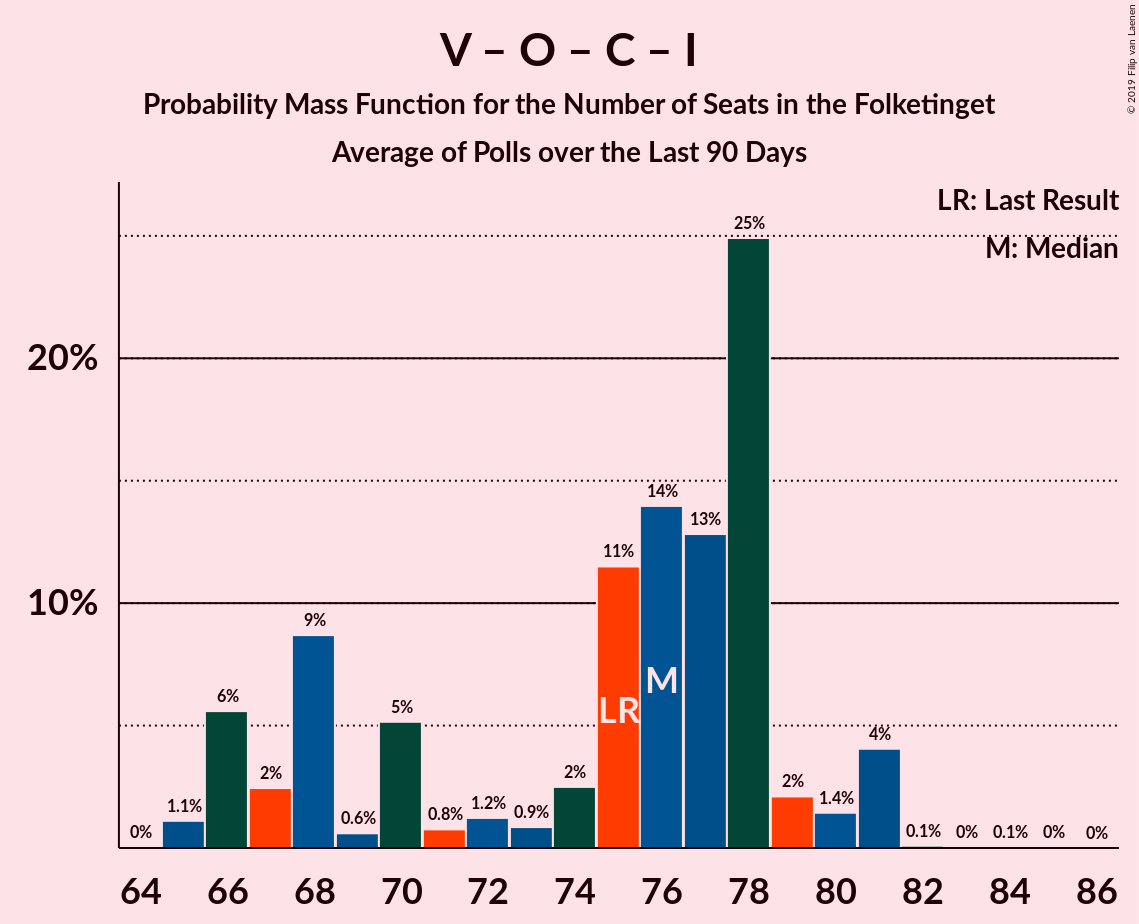 V – O – C – I
Probability Mass Function for the Number of Seats in the Folketinget
Average of Polls over the Last 90 Days
© 2019 Filip van Laenen
LR: Last Result
M: Median
20%
10%
0%
1.1%
6%
2%
9%
0.6%
5%
0.8%
1.2%
0.9%
2%
11%
14%
13%
25%
2%
1.4%
4%
0.1%
0%
0.1%
0%
0%
LR
M
64 66 68 70 72 74 76 78 80 82 84 86